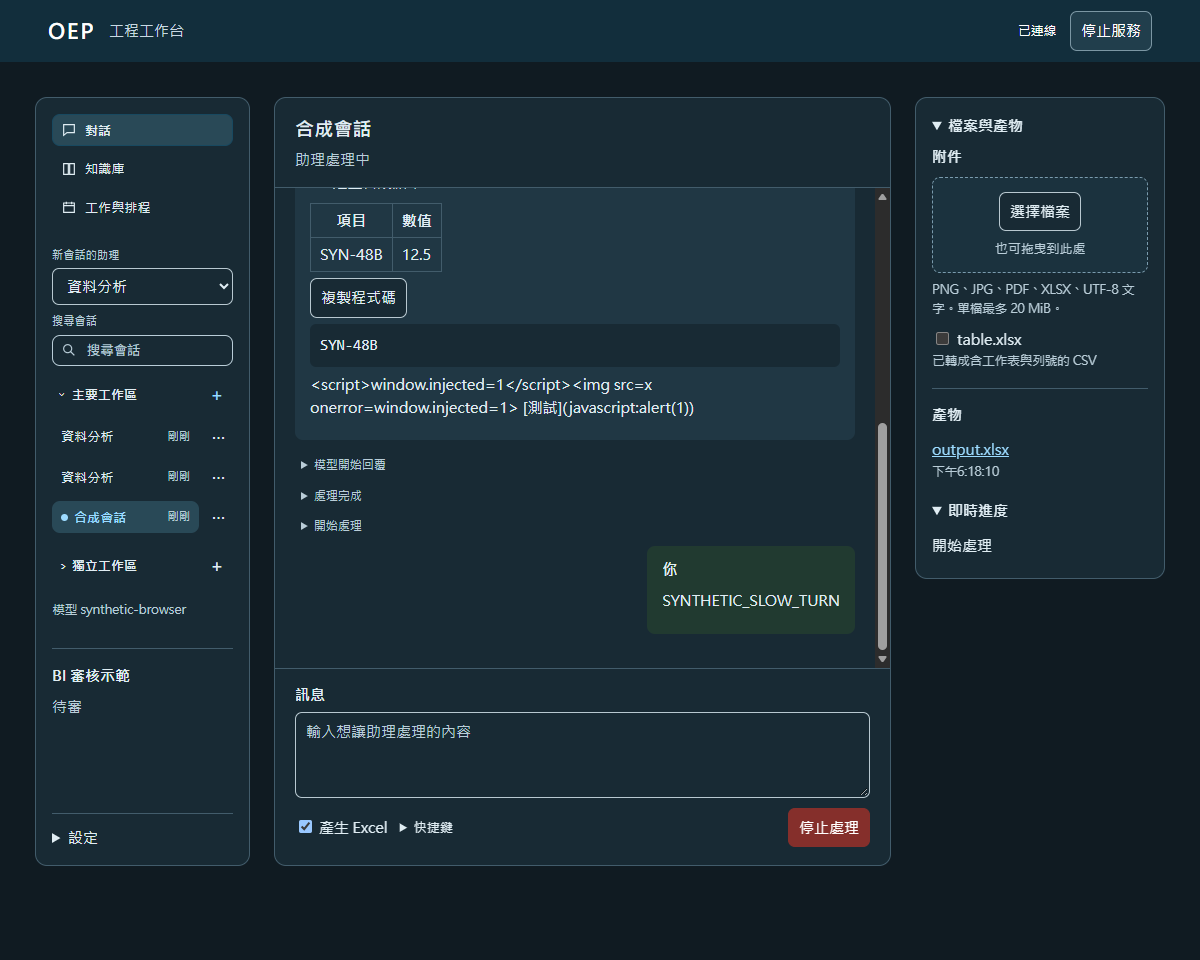 OEP 工程工作台
已連線
停止服務
對話
知識庫
工作與排程
新會話的助理
資料分析
搜尋會話
搜尋會話
主要工作區 +
資料分析 剛剛 ...
資料分析 剛剛 ...
合成會話 剛剛 ...
獨立工作區 +
模型 synthetic-browser
BI 審核示範
待審
設定
合成會話
助理處理中
項目 數值
SYN-48B 12.5
複製程式碼
SYN-48B
<script>window.injected=1</script><img src=x
onerror=window.injected=1> [測試](javascript:alert(1))
模型開始回覆
處理完成
開始處理
你
SYNTHETIC_SLOW_TURN
訊息
輸入想讓助理處理的內容
產生 Excel
快捷鍵
停止處理
檔案與產物
附件
選擇檔案
也可拖曳到此處
PNG、JPG、PDF、XLSX、UTF-8 文
字。單檔最多 20 MiB。
table.xlsx
已轉成含工作表與列號的 CSV
產物
output.xlsx
下午6:18:10
即時進度
開始處理